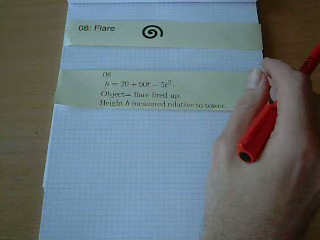 08: Flare
08
h = 20 + 90t − 5t².
Object= flare fired up.
Height h measured relative to tower.